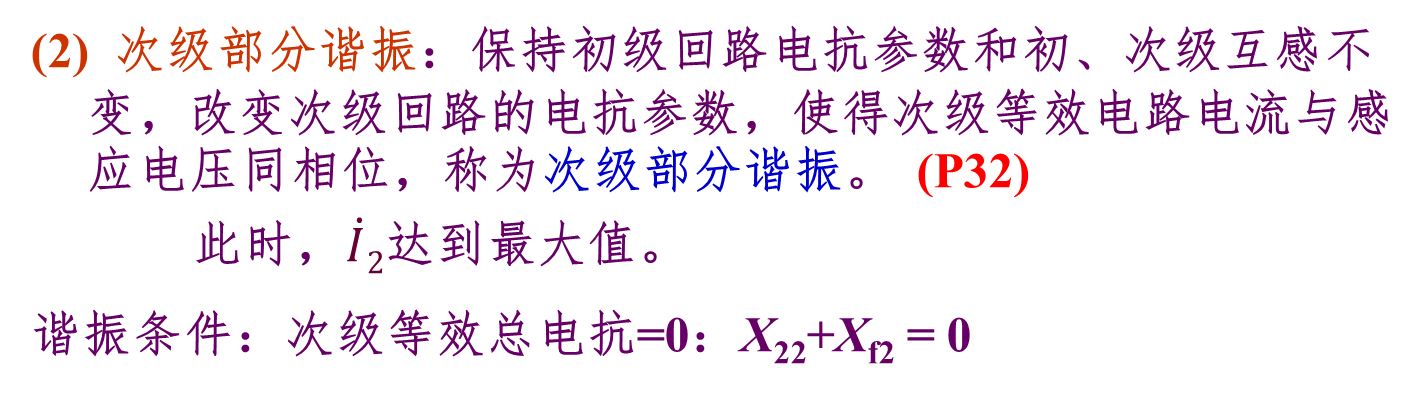 (2) 次级部分谐振：保持初级回路电抗参数和初、次级互感不
变，改变次级回路的电抗参数，使得次级等效电路电流与感
应电压同相位，称为次级部分谐振。 (P32)
此时，İ₂达到最大值。
谐振条件：次级等效总电抗=0：X₂₂+X_f2 = 0